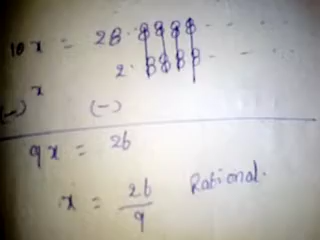 10x = 28.8888 - - -
x 2.8888 - - -
(-) (-)
9x = 26
x = 26/9 Rational.